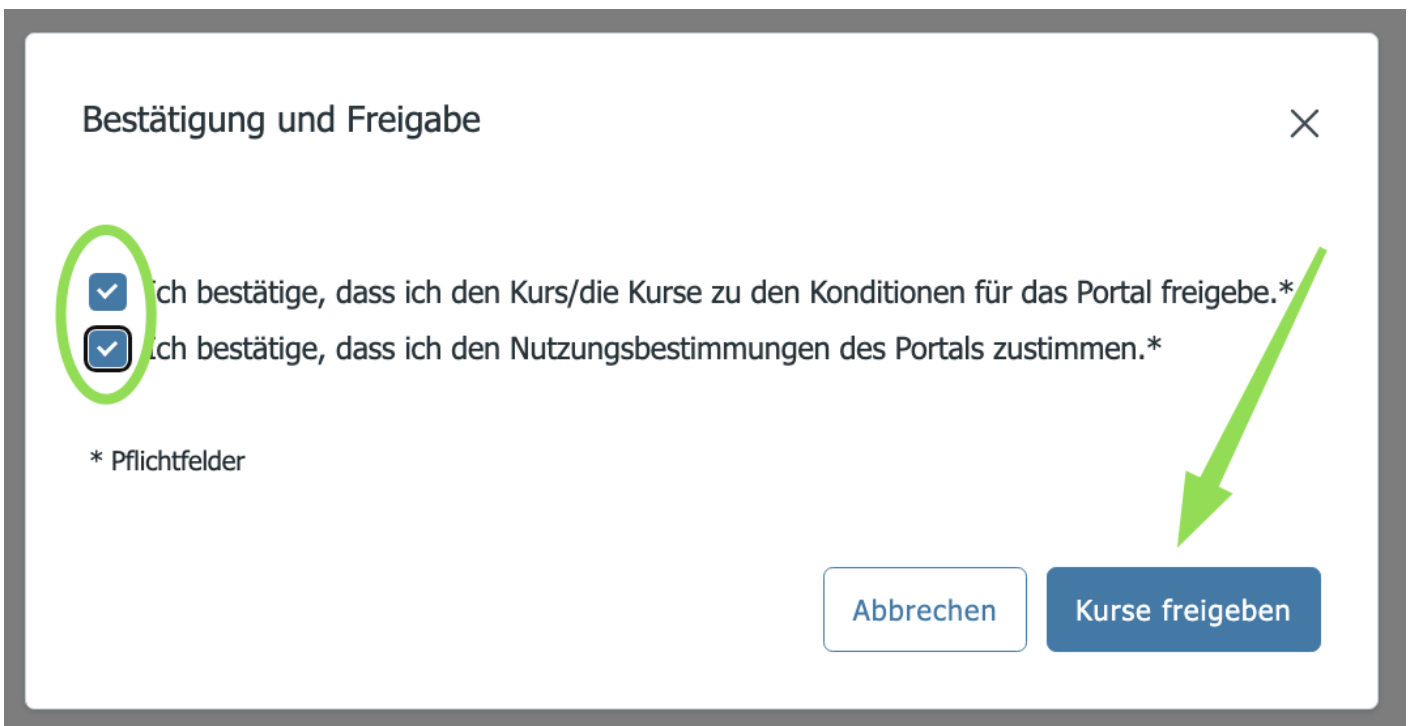 Bestätigung und Freigabe
Ich bestätige, dass ich den Kurs/die Kurse zu den Konditionen für das Portal freigebe.*
Ich bestätige, dass ich den Nutzungsbestimmungen des Portals zustimmen.*
* Pflichtfelder
Abbrechen
Kurse freigeben